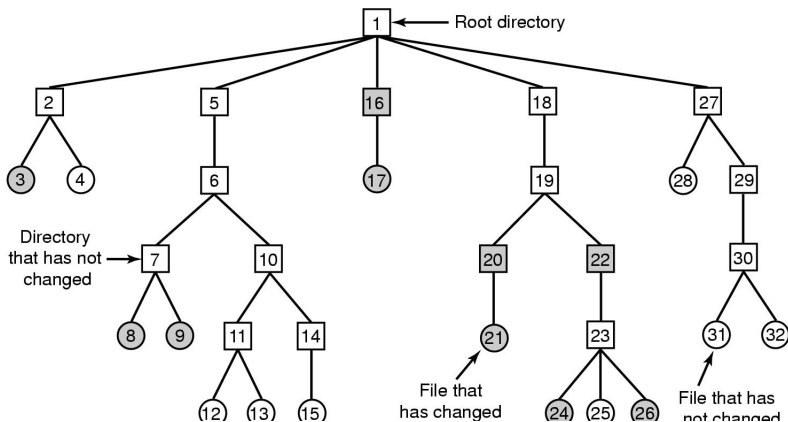 1 Root directory
2 5 16 18 27
3 4 6 17 19 28 29
Directory
that has not
changed
7 10 20 22 30
8 9 11 14 21 23 31 32
File that
has changed
File that has
not changed
12 13 15 24 25 26